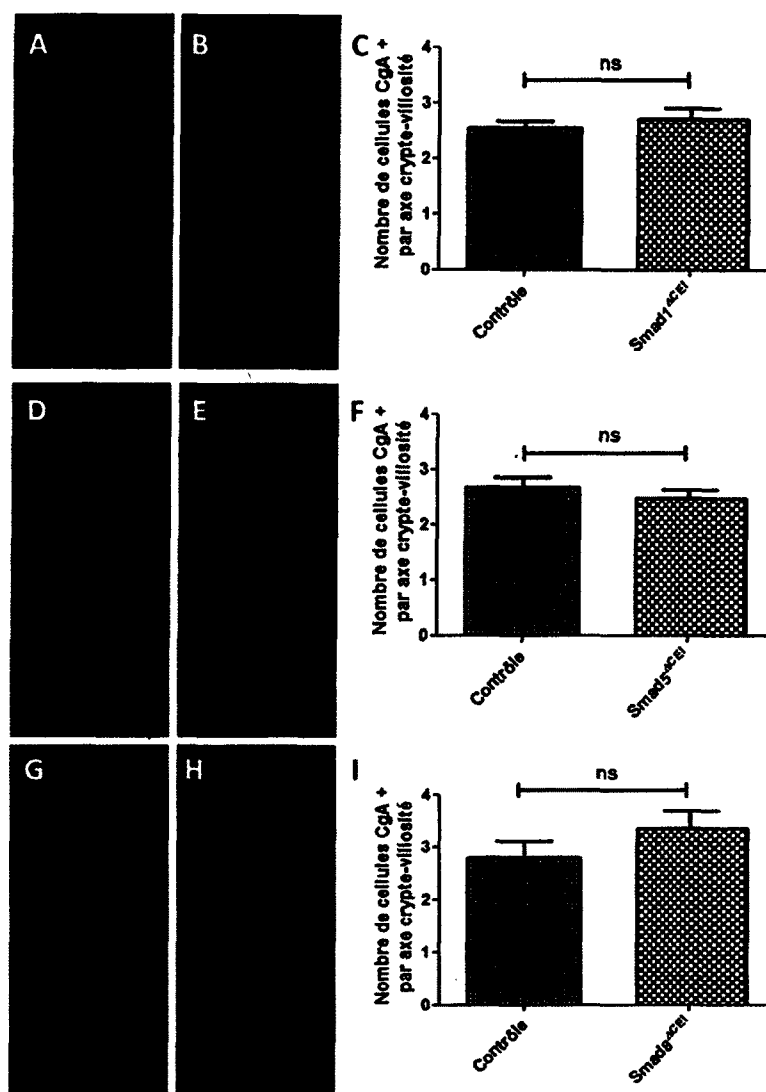 A
B
C
Nombre de cellules CgA +
par axe crypte-villosité
4
3
2
1
0
ns
Contrôle
Smad1ΔCEI
D
E
F
Nombre de cellules CgA +
par axe crypte-villosité
4
3
2
1
0
ns
Contrôle
Smad5ΔCEI
G
H
I
Nombre de cellules CgA +
par axe crypte-villosité
4
3
2
1
0
ns
Contrôle
Smad8ΔCEI